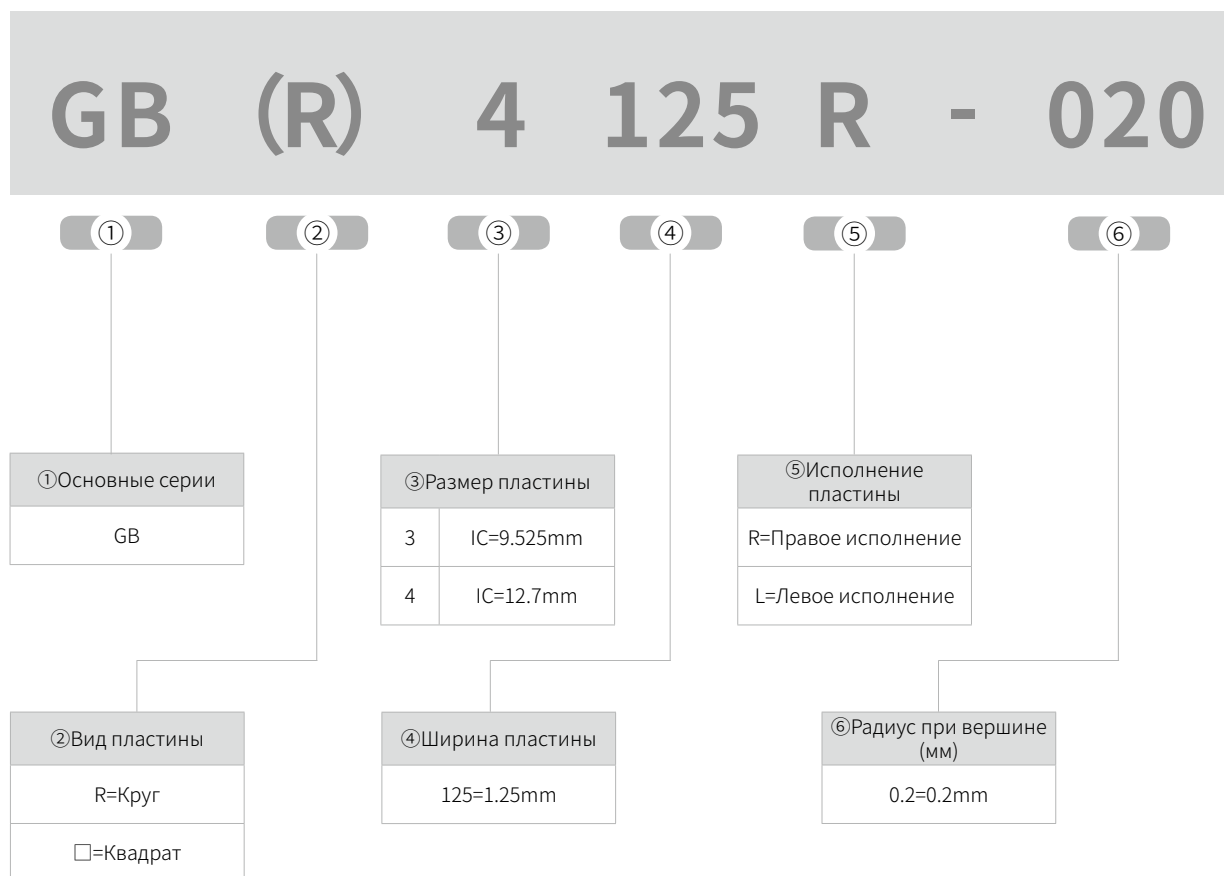 GB (R) 4 125 R - 020
① ② ③ ④ ⑤ ⑥
①Основные серии
GB
③Размер пластины
3 IC=9.525mm
4 IC=12.7mm
⑤Исполнение
пластины
R=Правое исполнение
L=Левое исполнение
②Вид пластины
R=Круг
□=Квадрат
④Ширина пластины
125=1.25mm
⑥Радиус при вершине
(мм)
0.2=0.2mm